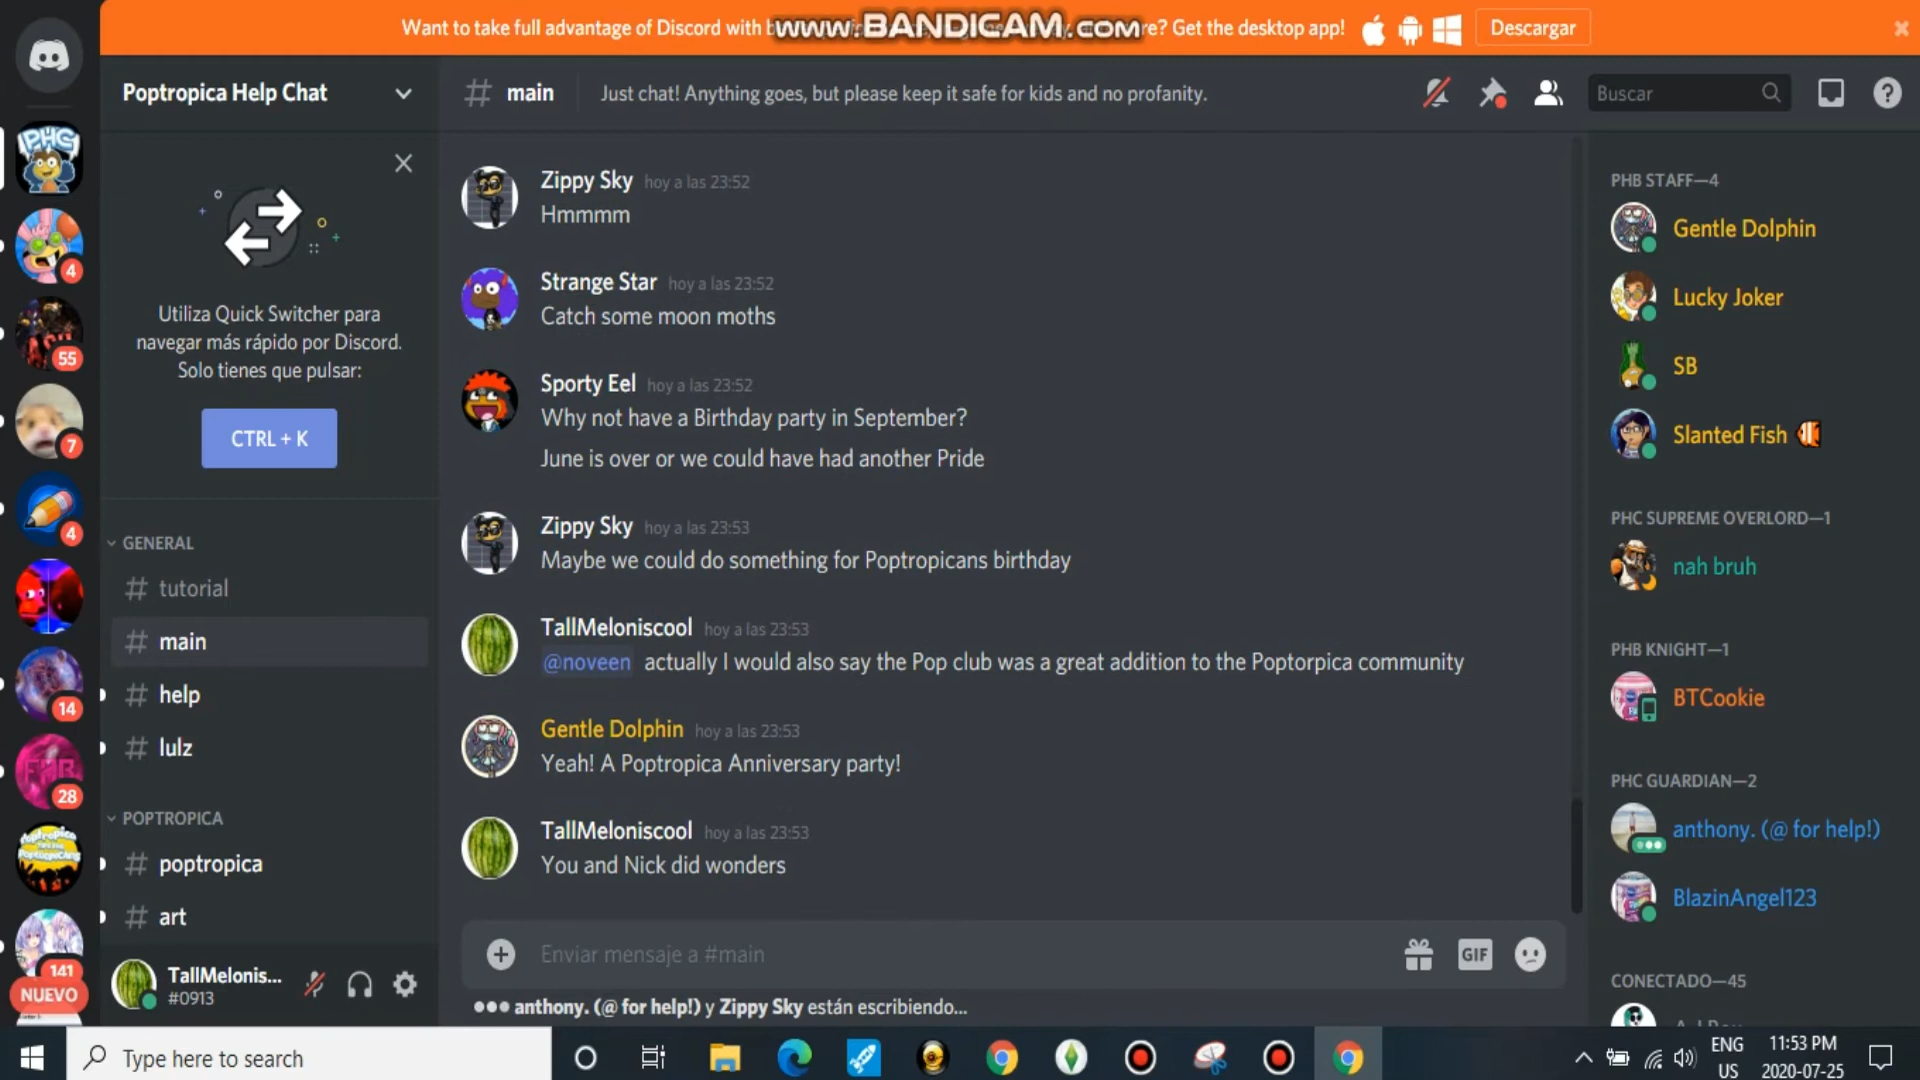 Want to take full advantage of Discord with b
www.BANDICAM.com
re? Get the desktop app!
Descargar
Poptropica Help Chat
main
Just chat! Anything goes, but please keep it safe for kids and no profanity.
Buscar
PHC
4
55
7
4
14
PHB
28
141
NUEVO
Utiliza Quick Switcher para
navegar más rápido por Discord.
Solo tienes que pulsar:
CTRL + K
GENERAL
# tutorial
# main
# help
# lulz
POPTROPICA
# poptropica
# art
TallMelonis...
#0913
Zippy Sky hoy a las 23:52
Hmmmm
Strange Star hoy a las 23:52
Catch some moon moths
Sporty Eel hoy a las 23:52
Why not have a Birthday party in September?
June is over or we could have had another Pride
Zippy Sky hoy a las 23:53
Maybe we could do something for Poptropicans birthday
TallMeloniscool hoy a las 23:53
@noveen actually I would also say the Pop club was a great addition to the Poptorpica community
Gentle Dolphin hoy a las 23:53
Yeah! A Poptropica Anniversary party!
TallMeloniscool hoy a las 23:53
You and Nick did wonders
Enviar mensaje a #main
GIF
anthony. (@ for help!) y Zippy Sky están escribiendo...
PHB STAFF—4
Gentle Dolphin
Lucky Joker
SB
Slanted Fish
PHC SUPREME OVERLORD—1
nah bruh
PHB KNIGHT—1
BTCookie
PHC GUARDIAN—2
anthony. (@ for help!)
BlazinAngel123
CONECTADO—45
Type here to search
ENG
US
11:53 PM
2020-07-25